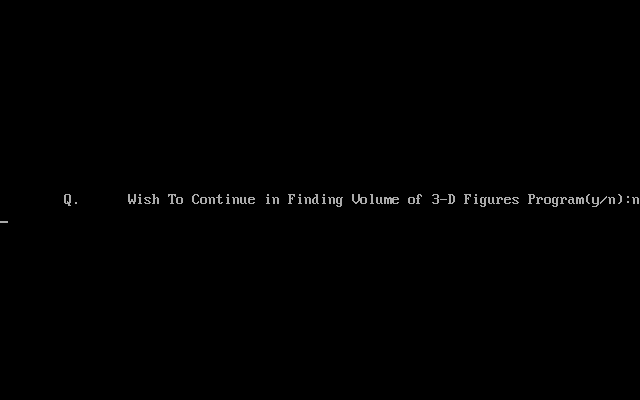 Q. Wish To Continue in Finding Volume of 3-D Figures Program(y/n):n